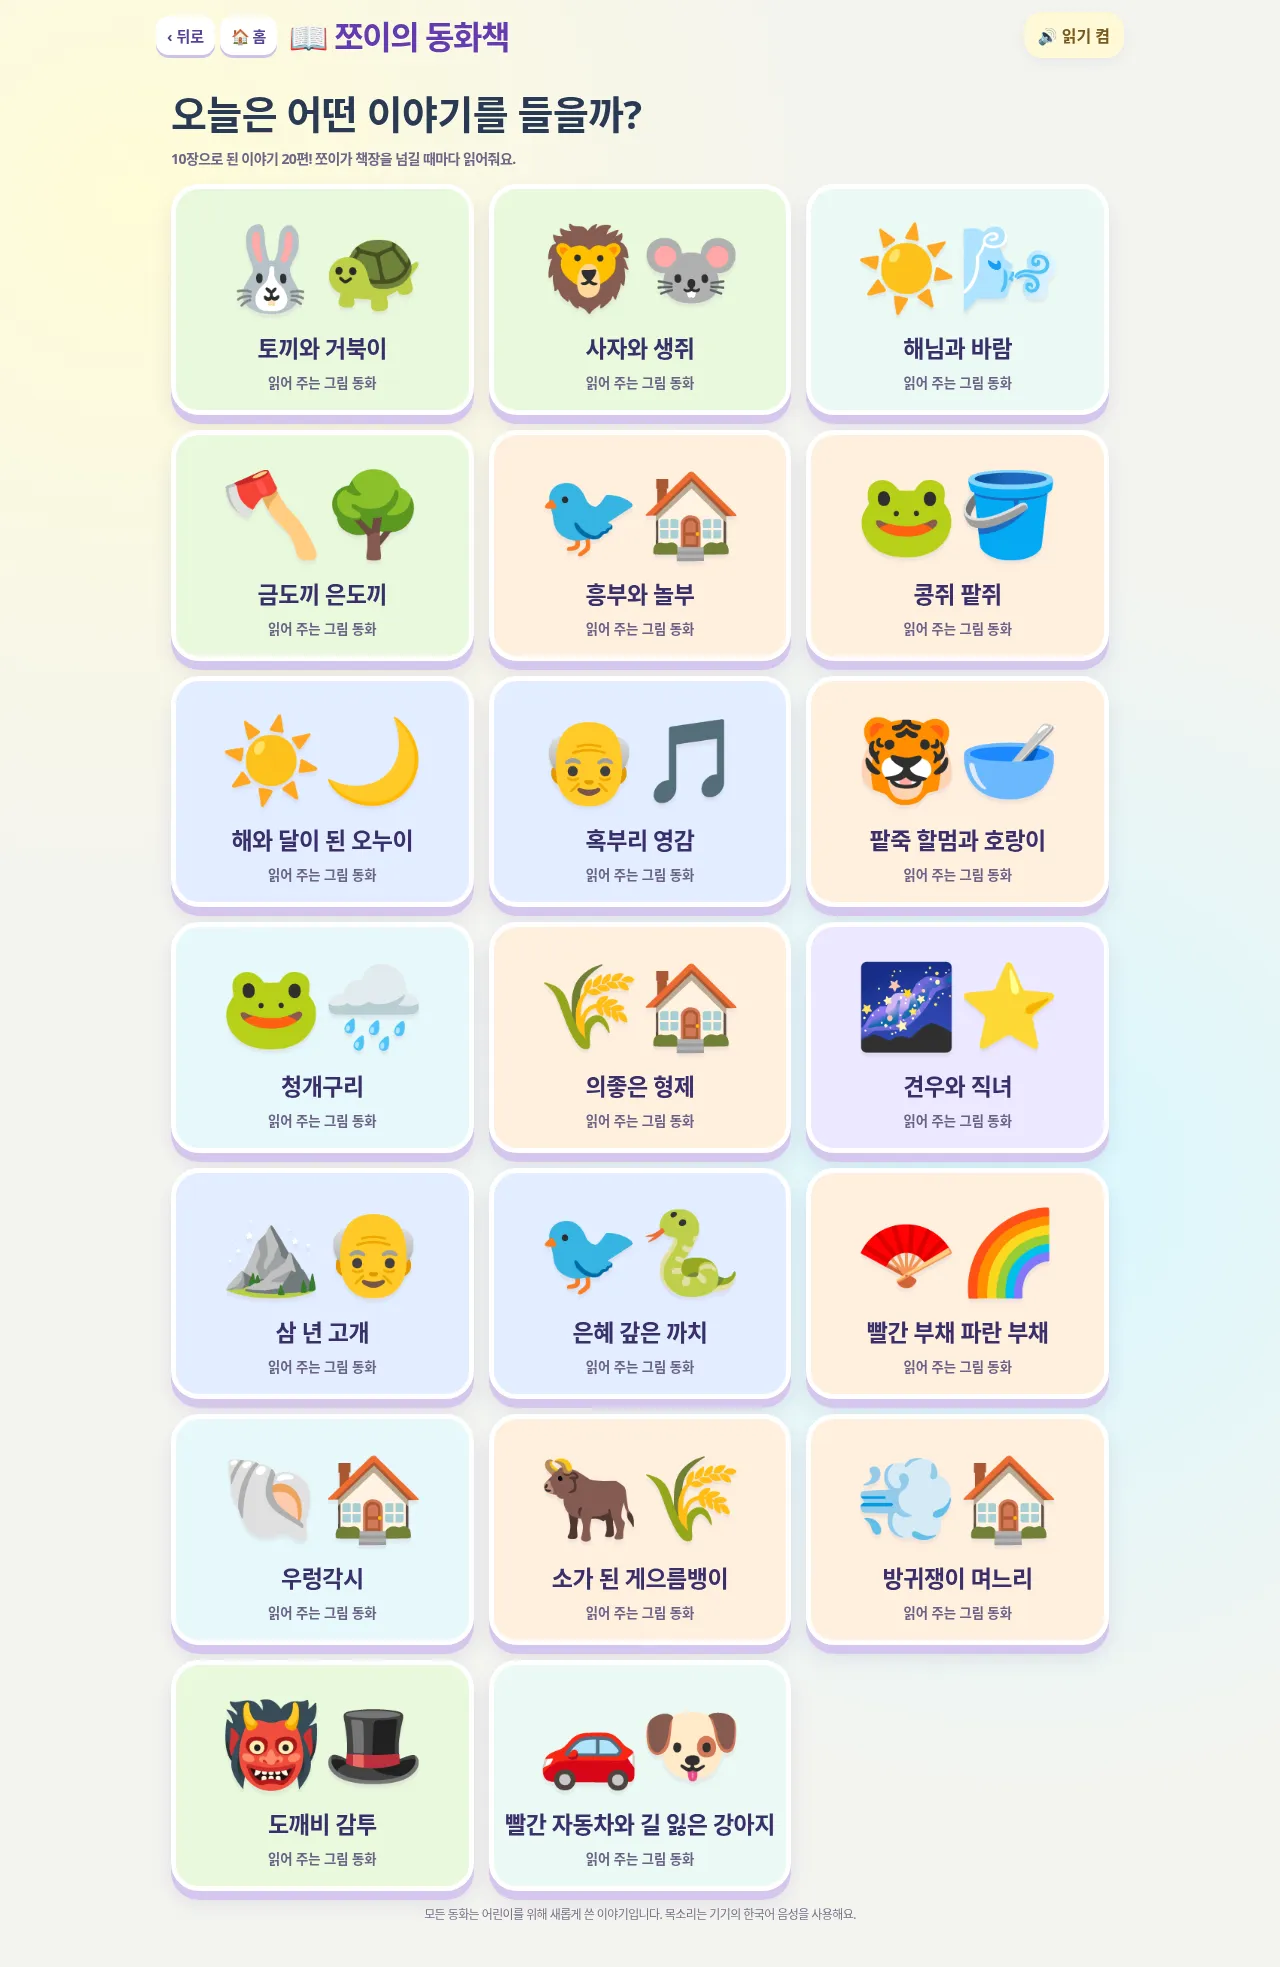 ‹ 뒤로
홈
쪼이의 동화책
읽기 켬
오늘은 어떤 이야기를 들을까?
10장으로 된 이야기 20편! 쪼이가 책장을 넘길 때마다 읽어줘요.
토끼와 거북이
읽어 주는 그림 동화
사자와 생쥐
읽어 주는 그림 동화
해님과 바람
읽어 주는 그림 동화
금도끼 은도끼
읽어 주는 그림 동화
흥부와 놀부
읽어 주는 그림 동화
콩쥐 팥쥐
읽어 주는 그림 동화
해와 달이 된 오누이
읽어 주는 그림 동화
혹부리 영감
읽어 주는 그림 동화
팥죽 할멈과 호랑이
읽어 주는 그림 동화
청개구리
읽어 주는 그림 동화
의좋은 형제
읽어 주는 그림 동화
견우와 직녀
읽어 주는 그림 동화
삼 년 고개
읽어 주는 그림 동화
은혜 갚은 까치
읽어 주는 그림 동화
빨간 부채 파란 부채
읽어 주는 그림 동화
우렁각시
읽어 주는 그림 동화
소가 된 게으름뱅이
읽어 주는 그림 동화
방귀쟁이 며느리
읽어 주는 그림 동화
도깨비 감투
읽어 주는 그림 동화
빨간 자동차와 길 잃은 강아지
읽어 주는 그림 동화
모든 동화는 어린이를 위해 새롭게 쓴 이야기입니다. 목소리는 기기의 한국어 음성을 사용해요.